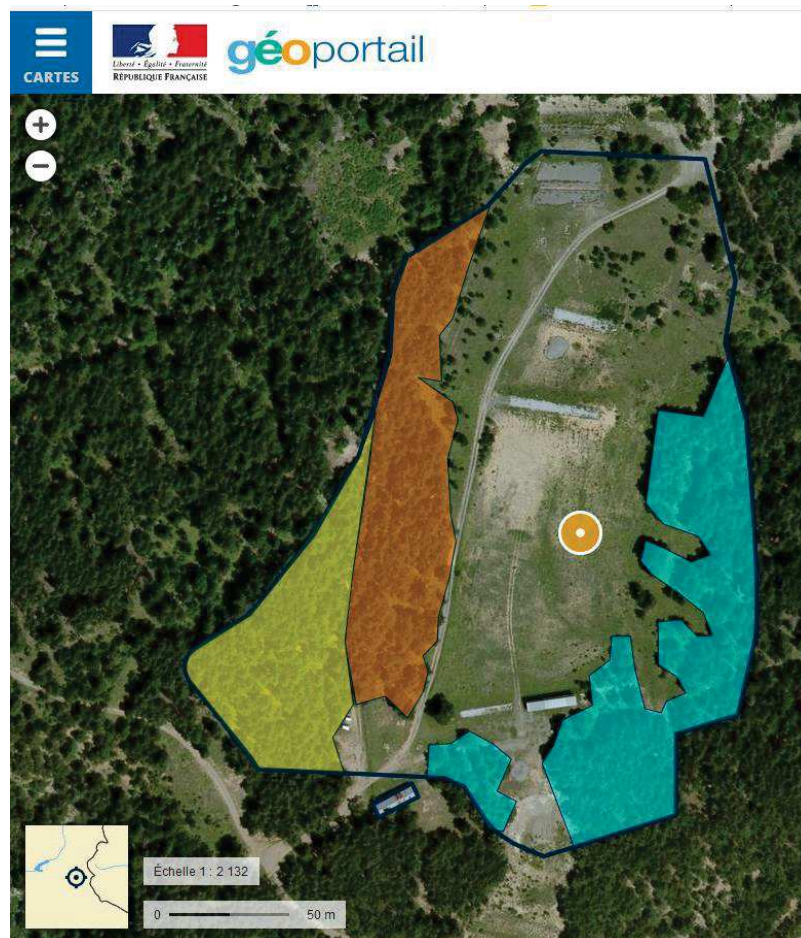 CARTES
Liberté • Égalité • Fraternité
RÉPUBLIQUE FRANÇAISE
géoportail
Échelle 1 : 2 132
0 50 m